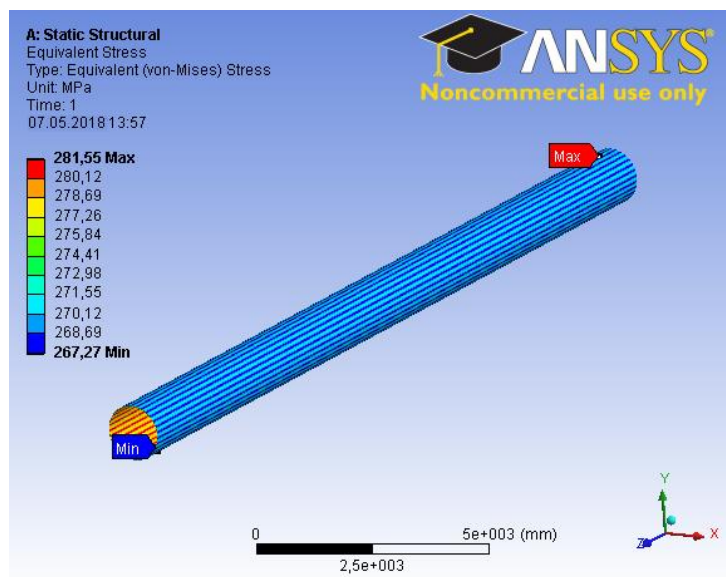 A: Static Structural
Equivalent Stress
Type: Equivalent (von-Mises) Stress
Unit: MPa
Time: 1
07.05.2018 13:57
ANSYS
Noncommercial use only
281,55 Max
280,12
278,69
277,26
275,84
274,41
272,98
271,55
270,12
268,69
267,27 Min
Max
Min
0
5e+003 (mm)
2,5e+003
Y
Z
X